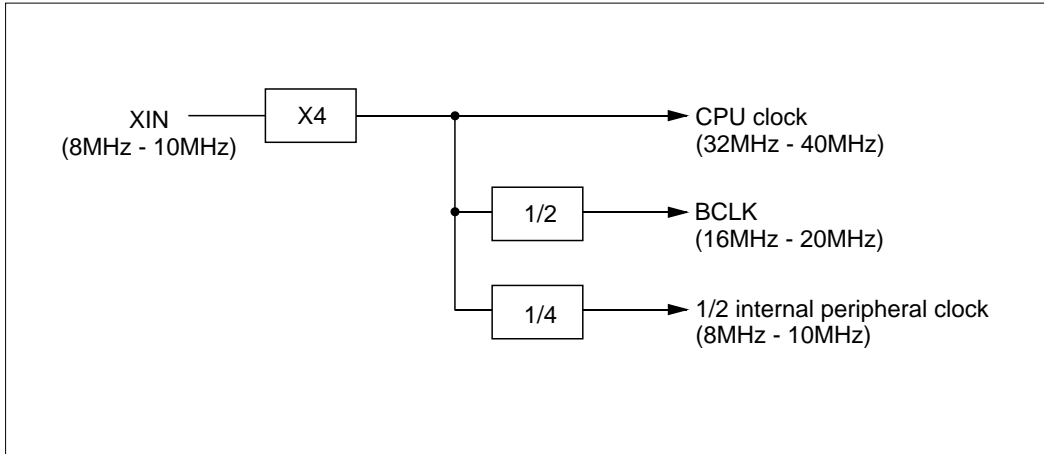 XIN
(8MHz - 10MHz)
X4
CPU clock
(32MHz - 40MHz)
1/2
BCLK
(16MHz - 20MHz)
1/4
1/2 internal peripheral clock
(8MHz - 10MHz)